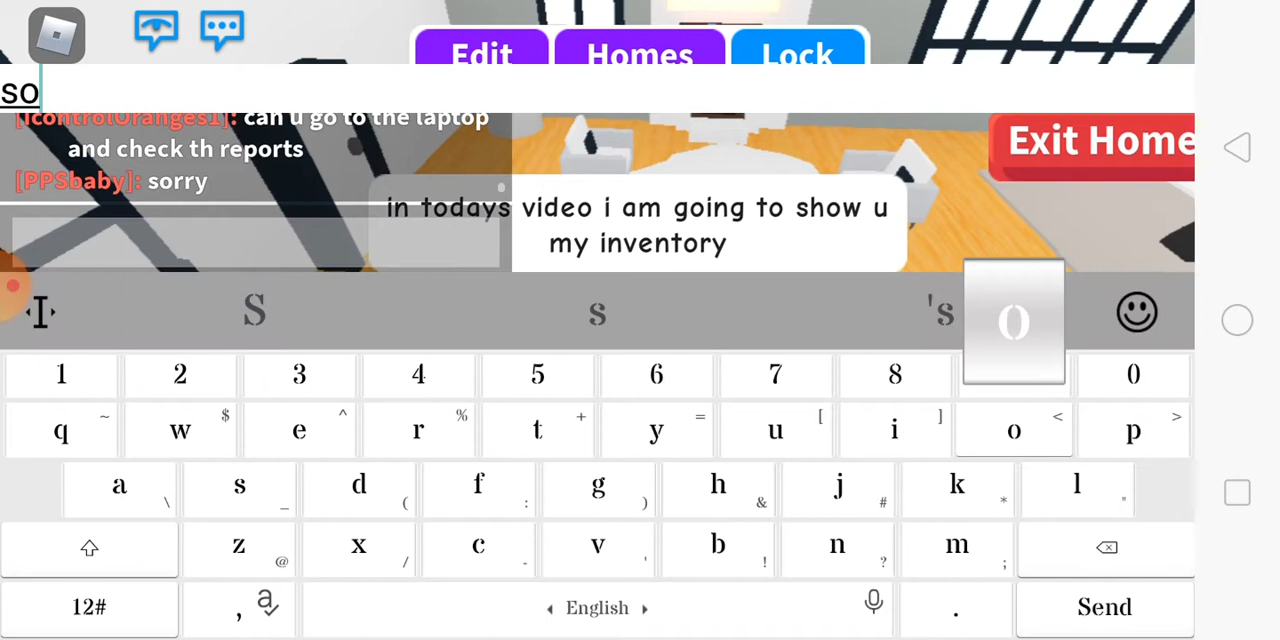 Edit Homes Lock
so
[IcontrolOranges1]: can u go to the laptop
and check th reports
[PPSbaby]: sorry
Exit Home
in todays video i am going to show u
my inventory
S s 's o
1 2 3 4 5 6 7 8 0
q ~ w $ e ^ r % t + y = u [ i ] o < p >
a \ s _ d ( f : g ) h & j # k * l "
z @ x / c - v ' b ! n ? m ;
12# , a English . Send